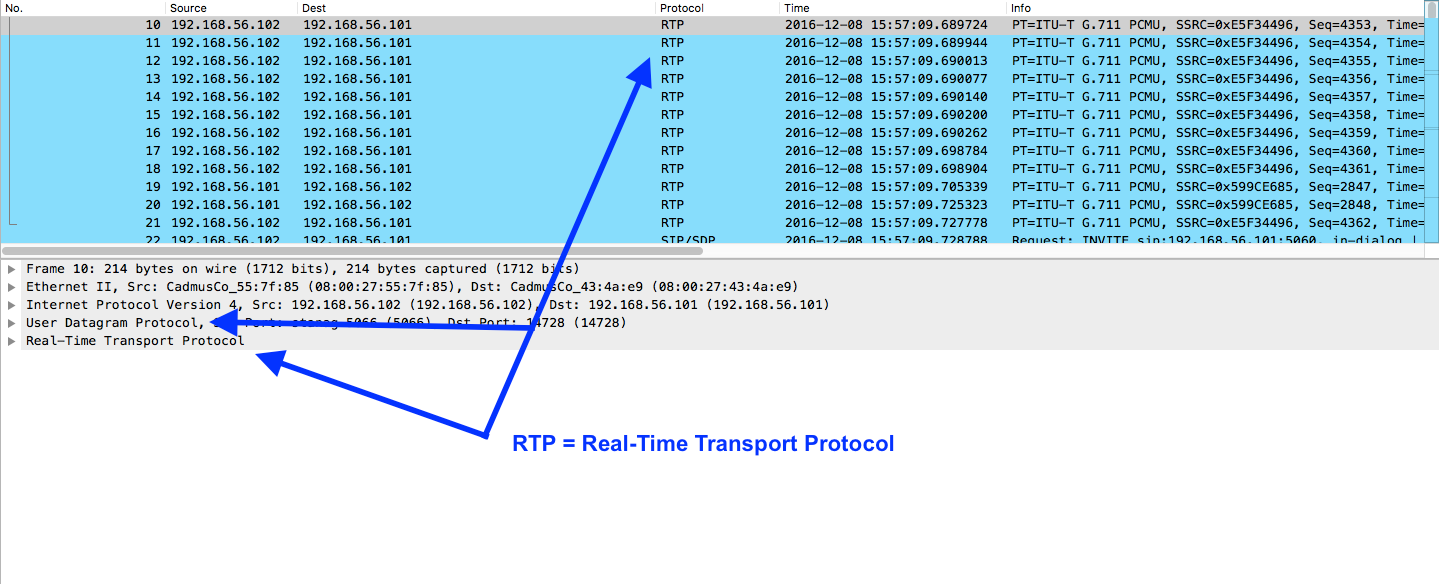 No. Source Dest Protocol Time Info
10 192.168.56.102 192.168.56.101 RTP 2016-12-08 15:57:09.689724 PT=ITU-T G.711 PCMU, SSRC=0xE5F34496, Seq=4353, Time=
11 192.168.56.102 192.168.56.101 RTP 2016-12-08 15:57:09.689944 PT=ITU-T G.711 PCMU, SSRC=0xE5F34496, Seq=4354, Time=
12 192.168.56.102 192.168.56.101 RTP 2016-12-08 15:57:09.690013 PT=ITU-T G.711 PCMU, SSRC=0xE5F34496, Seq=4355, Time=
13 192.168.56.102 192.168.56.101 RTP 2016-12-08 15:57:09.690077 PT=ITU-T G.711 PCMU, SSRC=0xE5F34496, Seq=4356, Time=
14 192.168.56.102 192.168.56.101 RTP 2016-12-08 15:57:09.690140 PT=ITU-T G.711 PCMU, SSRC=0xE5F34496, Seq=4357, Time=
15 192.168.56.102 192.168.56.101 RTP 2016-12-08 15:57:09.690200 PT=ITU-T G.711 PCMU, SSRC=0xE5F34496, Seq=4358, Time=
16 192.168.56.102 192.168.56.101 RTP 2016-12-08 15:57:09.690262 PT=ITU-T G.711 PCMU, SSRC=0xE5F34496, Seq=4359, Time=
17 192.168.56.102 192.168.56.101 RTP 2016-12-08 15:57:09.698784 PT=ITU-T G.711 PCMU, SSRC=0xE5F34496, Seq=4360, Time=
18 192.168.56.102 192.168.56.101 RTP 2016-12-08 15:57:09.698904 PT=ITU-T G.711 PCMU, SSRC=0xE5F34496, Seq=4361, Time=
19 192.168.56.101 192.168.56.102 RTP 2016-12-08 15:57:09.705339 PT=ITU-T G.711 PCMU, SSRC=0x599CE685, Seq=2847, Time=
20 192.168.56.101 192.168.56.102 RTP 2016-12-08 15:57:09.725323 PT=ITU-T G.711 PCMU, SSRC=0x599CE685, Seq=2848, Time=
21 192.168.56.102 192.168.56.101 RTP 2016-12-08 15:57:09.727778 PT=ITU-T G.711 PCMU, SSRC=0xE5F34496, Seq=4362, Time=
22 192.168.56.102 192.168.56.101 SIP/SDP 2016-12-08 15:57:09.728788 Request: INVITE sip:192.168.56.101:5060, in-dialog |
Frame 10: 214 bytes on wire (1712 bits), 214 bytes captured (1712 bits)
Ethernet II, Src: CadmusCo_55:7f:85 (08:00:27:55:7f:85), Dst: CadmusCo_43:4a:e9 (08:00:27:43:4a:e9)
Internet Protocol Version 4, Src: 192.168.56.102 (192.168.56.102), Dst: 192.168.56.101 (192.168.56.101)
User Datagram Protocol, Port: (5066), Dst Port: 14728 (14728)
Real-Time Transport Protocol
RTP = Real-Time Transport Protocol